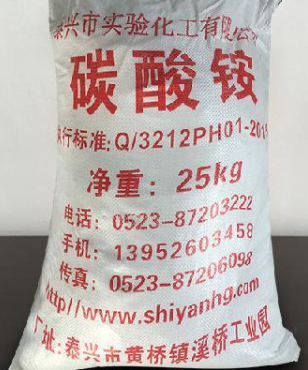 泰兴市实验化工有限公司
碳酸铵
执行标准: Q/3212PH01-201
净重: 25kg
电话: 0523-87203222
手机: 13952603458
传真: 0523-87206098
http//www.shiyanhg.com
厂址: 泰兴市黄桥镇溪桥工业园